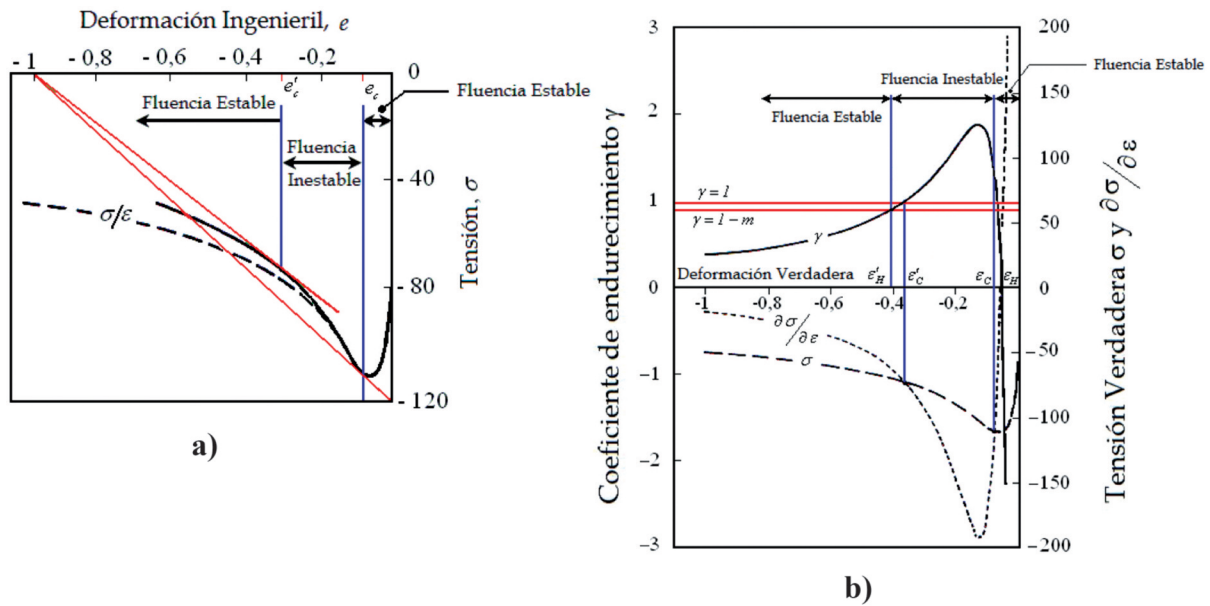 Deformación Ingenieril, e
- 1
- 0,8
- 0,6
- 0,4
- 0,2
0
e'c
ec
Fluencia Estable
Fluencia Estable
Fluencia
Inestable
σ/ε
- 40
- 80
- 120
Tensión, σ
a)
Coeficiente de endurecimiento γ
3
2
1
0
−1
−2
−3
200
150
100
50
0
−50
−100
−150
−200
Fluencia Inestable
Fluencia Estable
Fluencia Estable
γ = 1
γ = 1 − m
γ
Deformación Verdadera
ε'H
ε'C
εC
εH
-1
-0,8
-0,6
-0,4
-0,2
∂σ/∂ε
σ
Tensión Verdadera σ y ∂σ/∂ε
b)